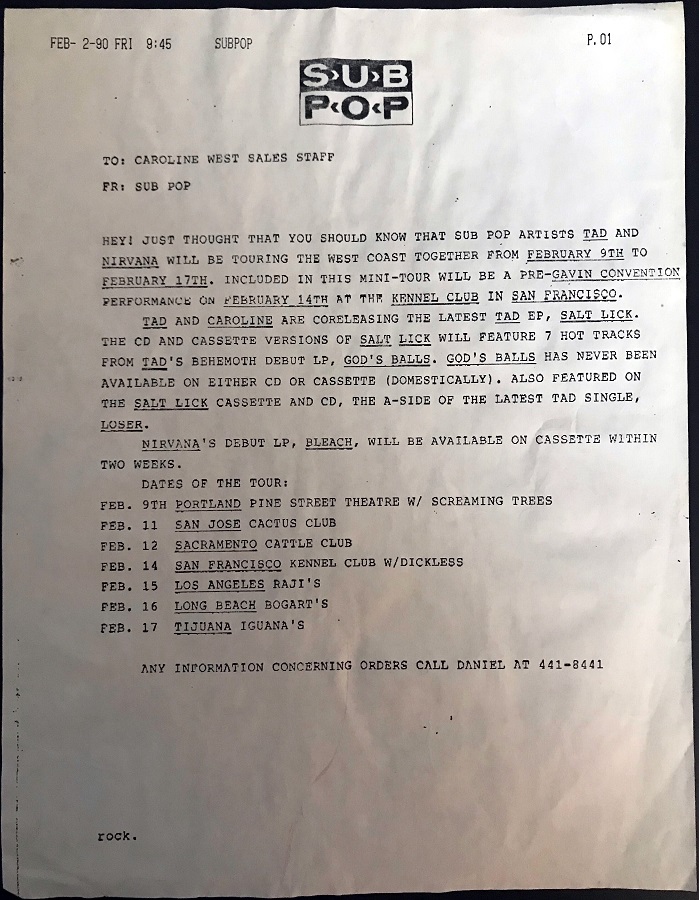 FEB- 2-90 FRI 9:45 SUBPOP P.01
S›U›B
P‹O‹P
TO: CAROLINE WEST SALES STAFF
FR: SUB POP
HEY! JUST THOUGHT THAT YOU SHOULD KNOW THAT SUB POP ARTISTS TAD AND
NIRVANA WILL BE TOURING THE WEST COAST TOGETHER FROM FEBRUARY 9TH TO
FEBRUARY 17TH. INCLUDED IN THIS MINI-TOUR WILL BE A PRE-GAVIN CONVENTION
PERFORMANCE ON FEBRUARY 14TH AT THE KENNEL CLUB IN SAN FRANCISCO.
TAD AND CAROLINE ARE CORELEASING THE LATEST TAD EP, SALT LICK.
THE CD AND CASSETTE VERSIONS OF SALT LICK WILL FEATURE 7 HOT TRACKS
FROM TAD'S BEHEMOTH DEBUT LP, GOD'S BALLS. GOD'S BALLS HAS NEVER BEEN
AVAILABLE ON EITHER CD OR CASSETTE (DOMESTICALLY). ALSO FEATURED ON
THE SALT LICK CASSETTE AND CD, THE A-SIDE OF THE LATEST TAD SINGLE,
LOSER.
NIRVANA'S DEBUT LP, BLEACH, WILL BE AVAILABLE ON CASSETTE WITHIN
TWO WEEKS.
DATES OF THE TOUR:
FEB. 9TH PORTLAND PINE STREET THEATRE W/ SCREAMING TREES
FEB. 11 SAN JOSE CACTUS CLUB
FEB. 12 SACRAMENTO CATTLE CLUB
FEB. 14 SAN FRANCISCO KENNEL CLUB W/DICKLESS
FEB. 15 LOS ANGELES RAJI'S
FEB. 16 LONG BEACH BOGART'S
FEB. 17 TIJUANA IGUANA'S
ANY INFORMATION CONCERNING ORDERS CALL DANIEL AT 441-8441
rock.